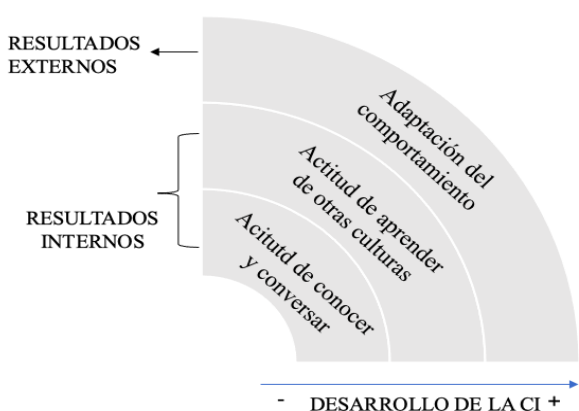 RESULTADOS
EXTERNOS
Adaptación del
comportamiento
Actitud de aprender
de otras culturas
RESULTADOS
INTERNOS
Acitutd de conocer
y conversar
- DESARROLLO DE LA CI +